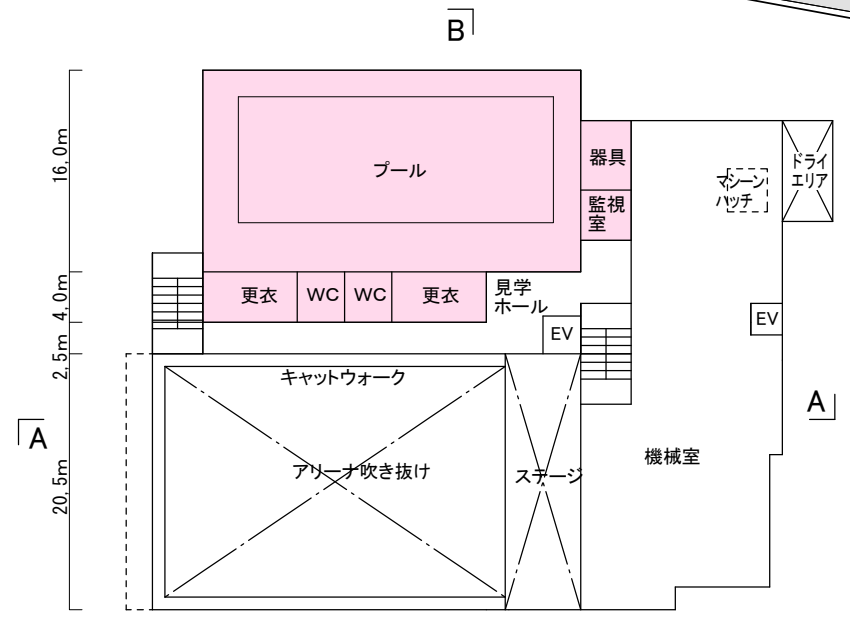 B
16,0m
プール
器具
監視
室
マシーン
ハッチ
ドライ
エリア
4,0m
更衣
WC
WC
更衣
見学
ホール
EV
EV
2,5m
キャットウォーク
A
A
20,5m
アリーナ吹き抜け
ステージ
機械室